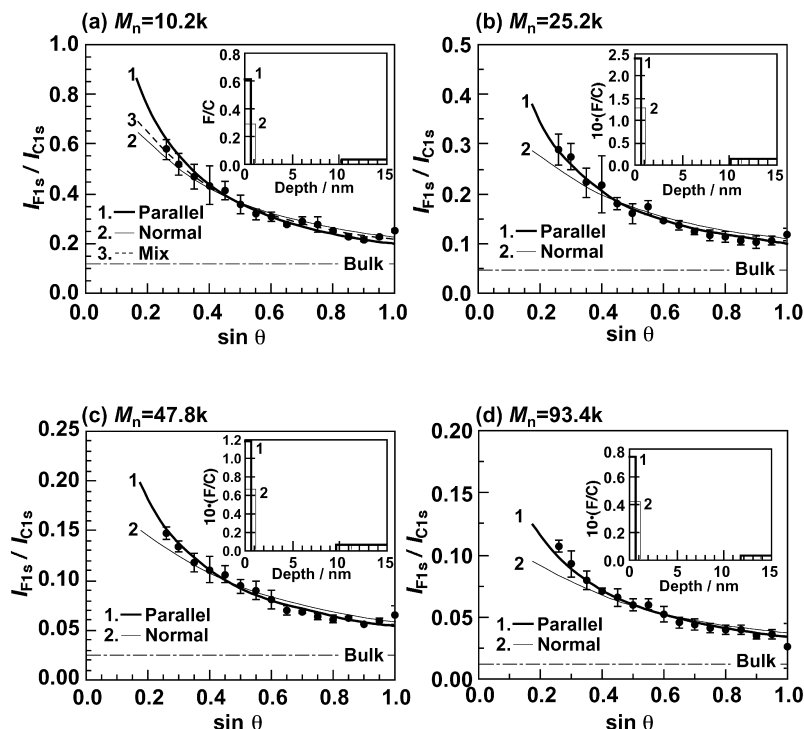 (a) Mn=10.2k
IF1s / IC1s
1.0
0.8
0.6
0.4
0.2
0.0
0.0 0.2 0.4 0.6 0.8 1.0
sin θ
1
3
2
1. Parallel
2. Normal
3. Mix
Bulk
F/C
0.8
0.6
0.4
0.2
0.0
0 5 10 15
Depth / nm
1
2
(b) Mn=25.2k
IF1s / IC1s
0.5
0.4
0.3
0.2
0.1
0.0
0.0 0.2 0.4 0.6 0.8 1.0
sin θ
1
2
1. Parallel
2. Normal
Bulk
10•(F/C)
2.5
2.0
1.5
1.0
0.5
0.0
0 5 10 15
Depth / nm
1
2
(c) Mn=47.8k
IF1s / IC1s
0.25
0.20
0.15
0.10
0.05
0.00
0.0 0.2 0.4 0.6 0.8 1.0
sin θ
1
2
1. Parallel
2. Normal
Bulk
10•(F/C)
1.2
1.0
0.8
0.6
0.4
0.2
0.0
0 5 10 15
Depth / nm
1
2
(d) Mn=93.4k
IF1s / IC1s
0.20
0.15
0.10
0.05
0.00
0.0 0.2 0.4 0.6 0.8 1.0
sin θ
1
2
1. Parallel
2. Normal
Bulk
10•(F/C)
0.8
0.6
0.4
0.2
0.0
0 5 10 15
Depth / nm
1
2